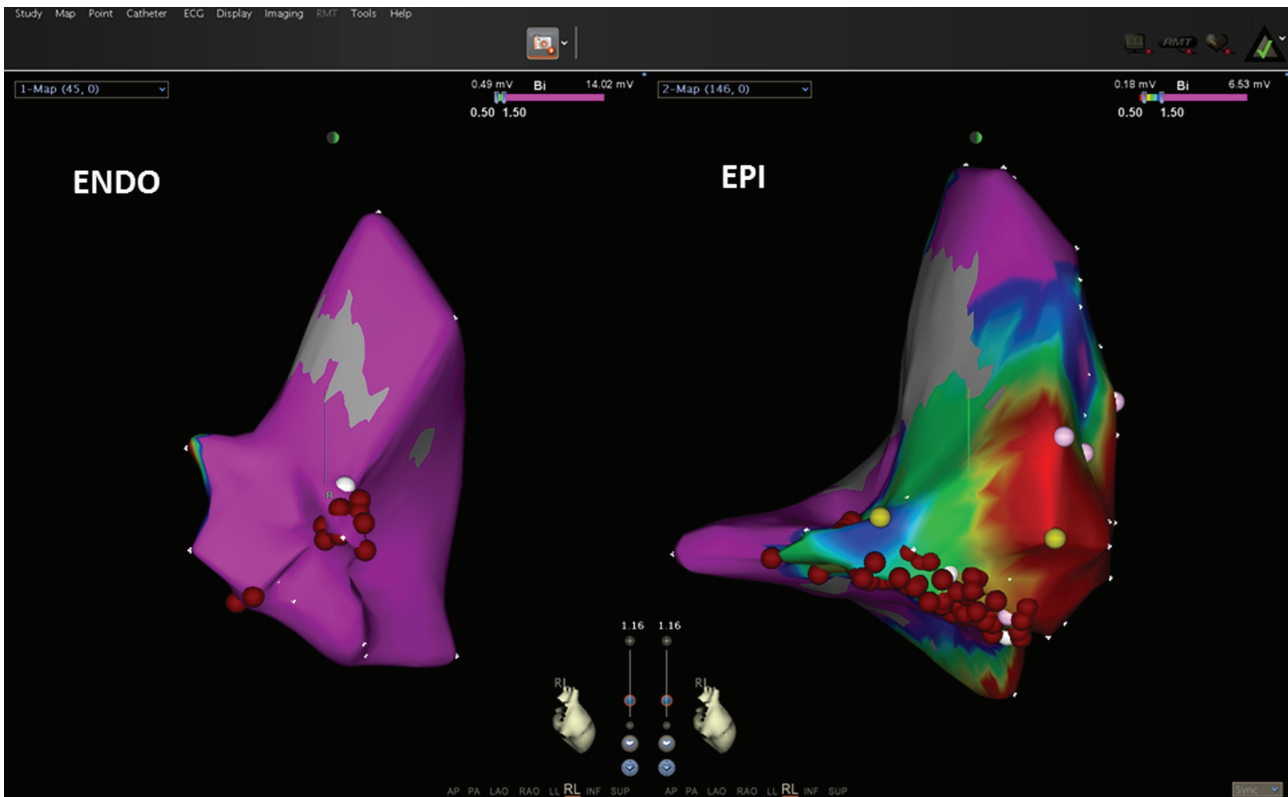 Study Map Point Catheter ECG Display Imaging RMT Tools Help
RMT
1-Map (45, 0)
0.49 mV Bi 14.02 mV
0.50 1.50
2-Map (146, 0)
0.18 mV Bi 6.53 mV
0.50 1.50
ENDO
EPI
R
1.16 1.16
RL
RL
AP PA LAO RAO LL RL INF SUP
AP PA LAO RAO LL RL INF SUP
Sync